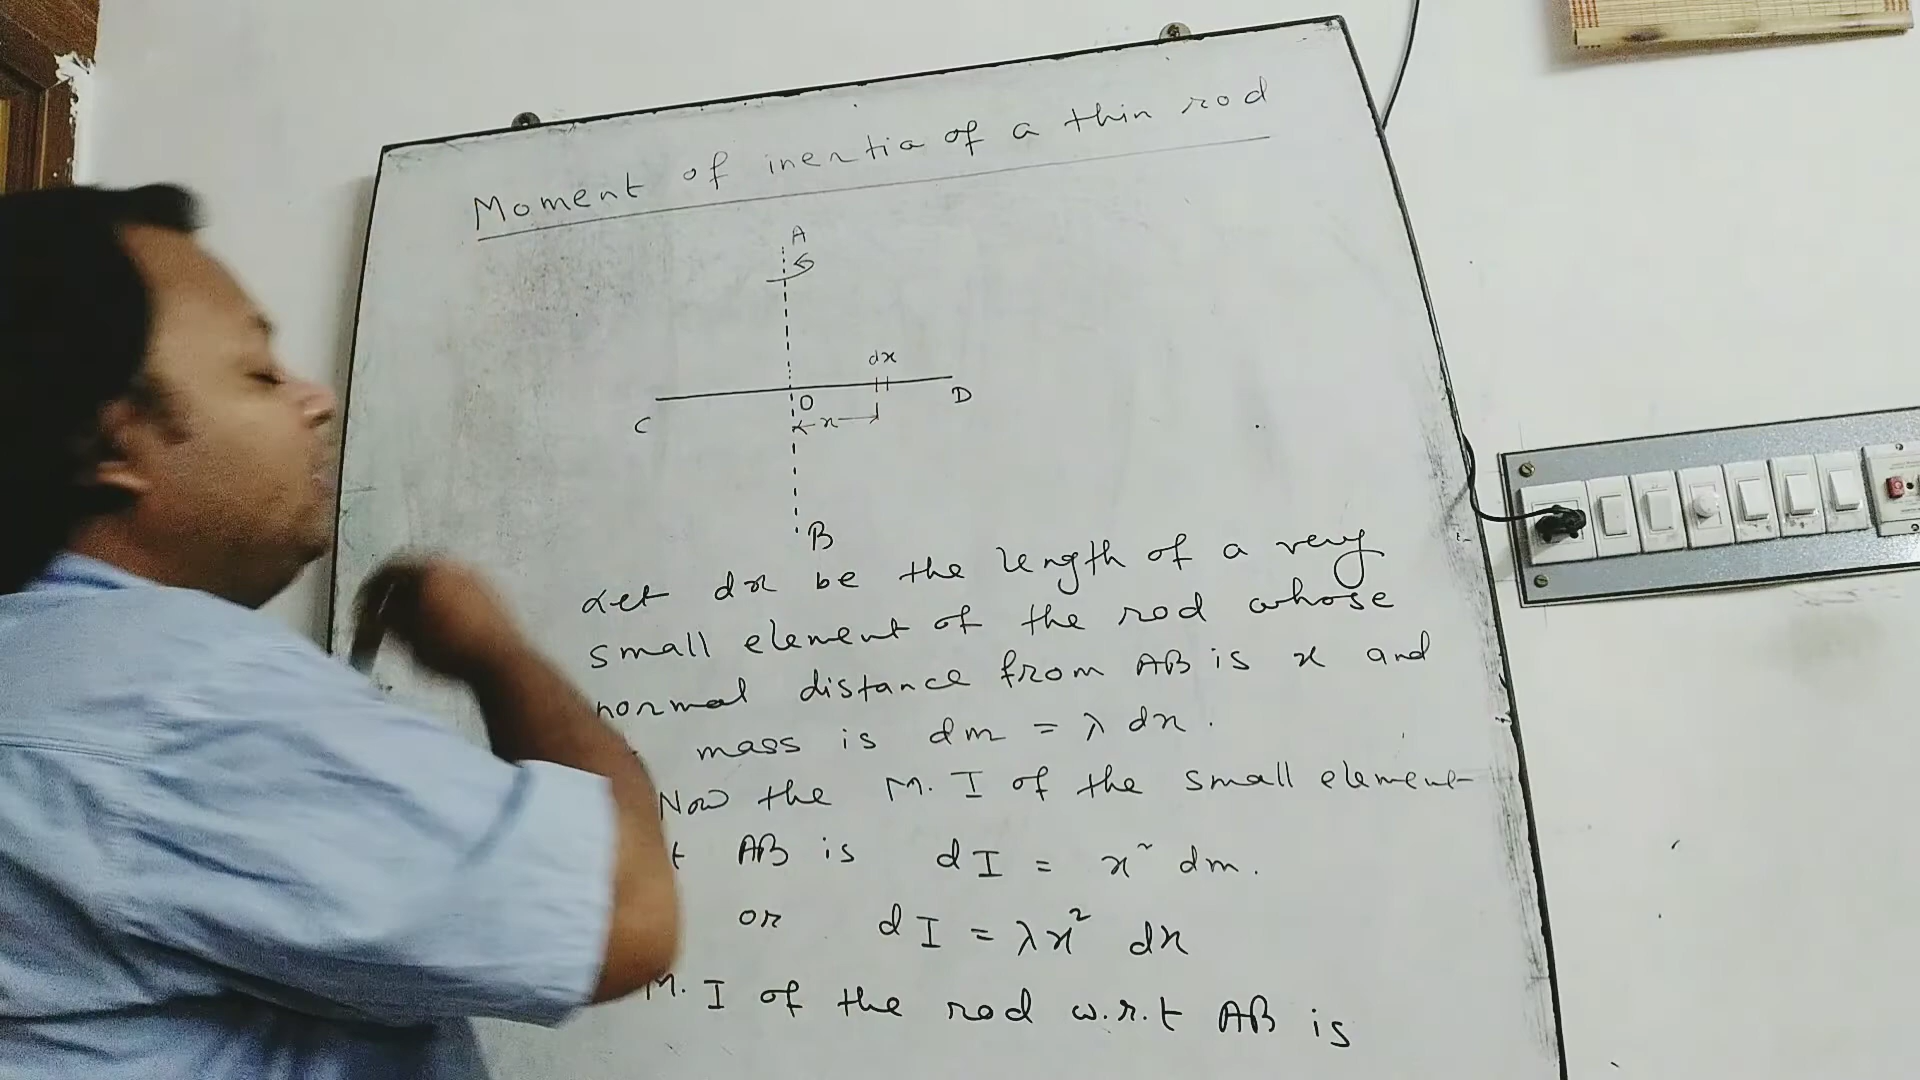 Moment of inertia of a thin rod
A
dx
C
O
D
x
B
Let dx be the length of a very
small element of the rod whose
normal distance from AB is x and
mass is dm = λ dx.
Now the M. I of the small element
AB is dI = x² dm.
or dI = λx² dx
M. I of the rod w.r.t AB is